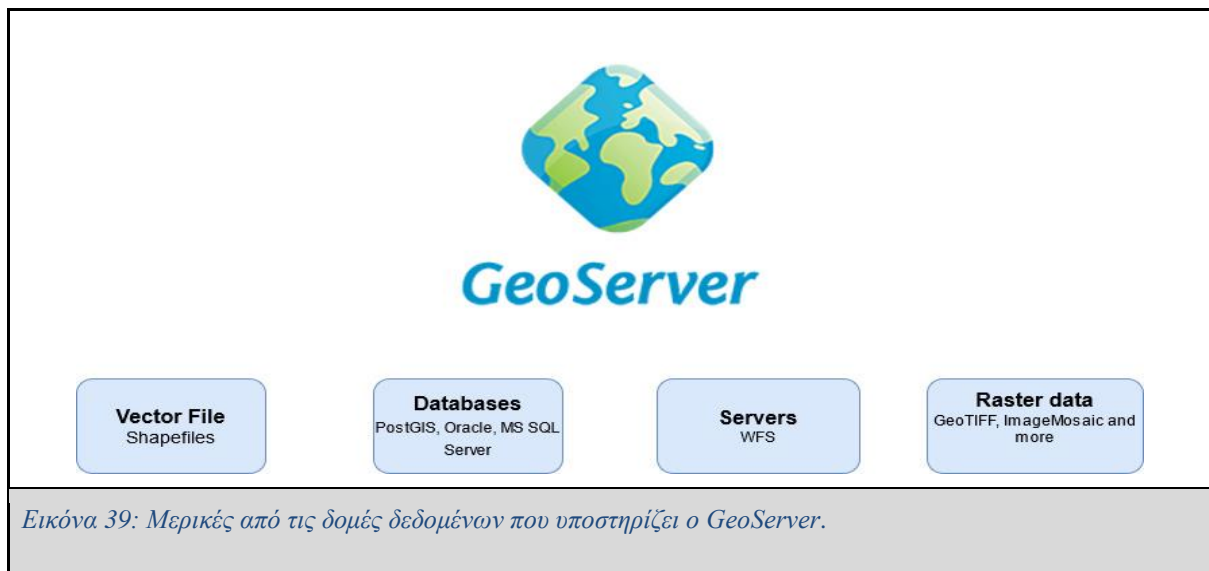 GeoServer
Vector File
Shapefiles
Databases
PostGIS, Oracle, MS SQL
Server
Servers
WFS
Raster data
GeoTIFF, ImageMosaic and
more
Εικόνα 39: Μερικές από τις δομές δεδομένων που υποστηρίζει ο GeoServer.